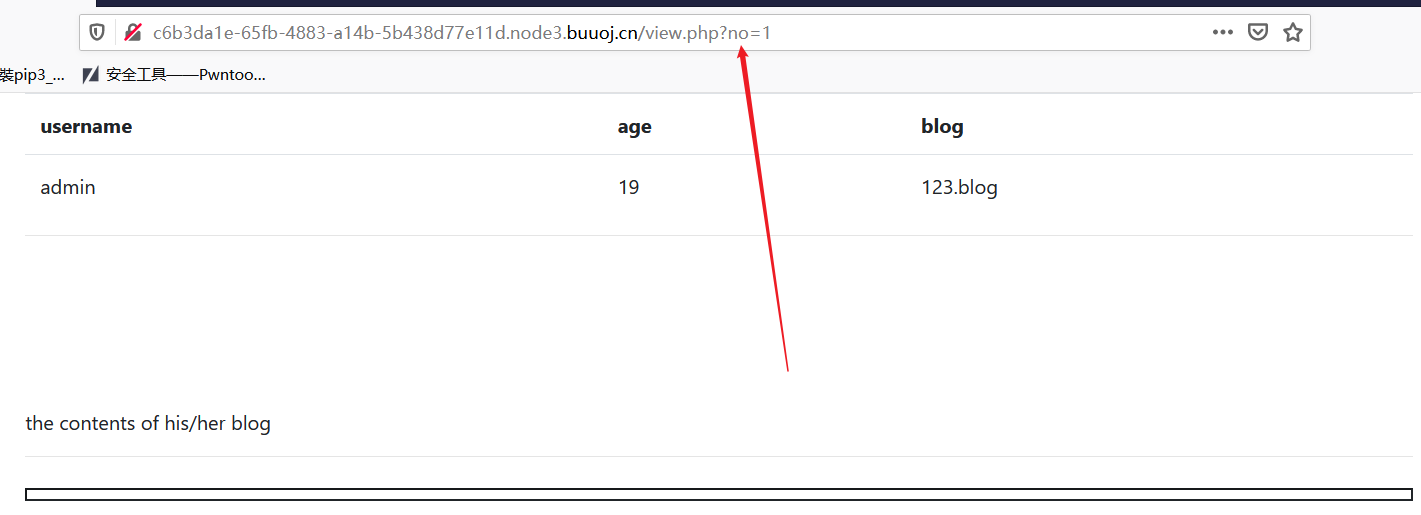 c6b3da1e-65fb-4883-a14b-5b438d77e11d.node3.buuoj.cn/view.php?no=1
裝pip3_... 安全工具——Pwntoo...
username age blog
admin 19 123.blog
the contents of his/her blog